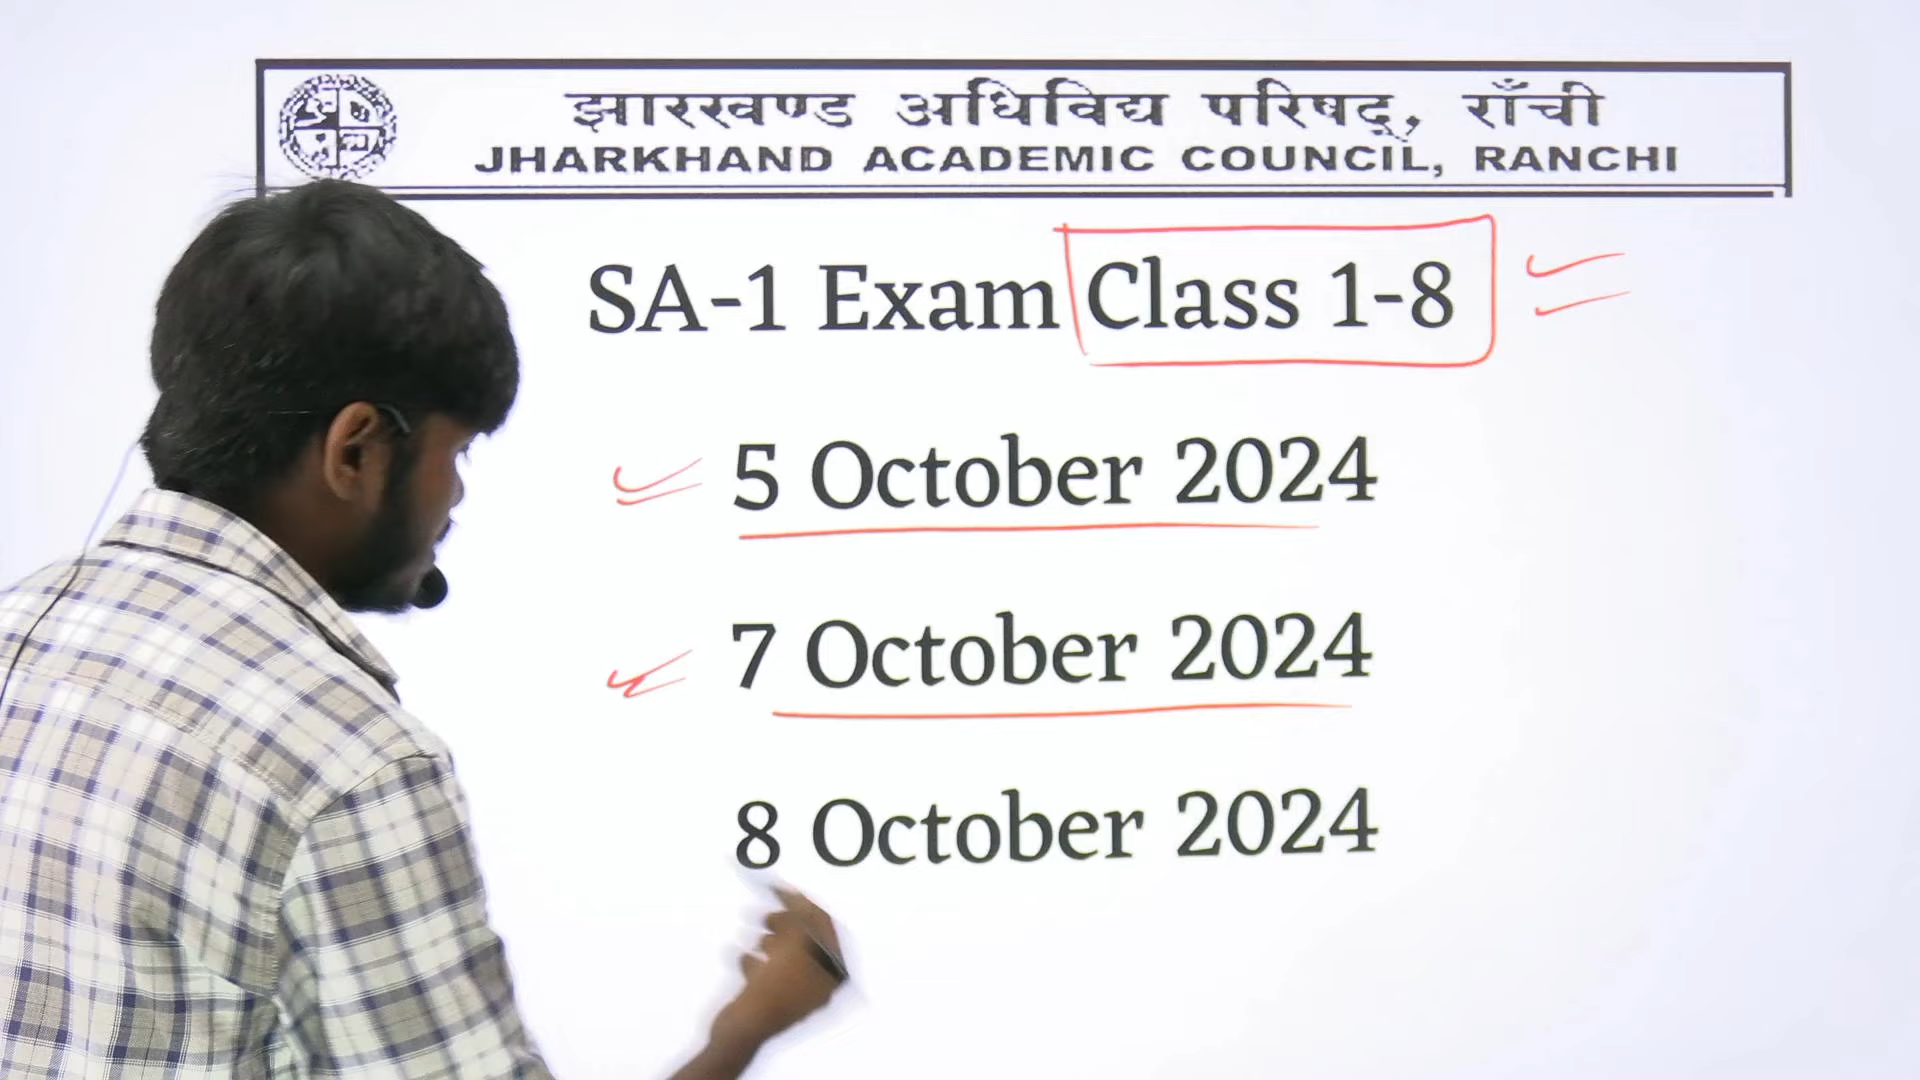 झारखण्ड अधिविद्य परिषद्, राँची
JHARKHAND ACADEMIC COUNCIL, RANCHI
SA-1 Exam Class 1-8
5 October 2024
7 October 2024
8 October 2024